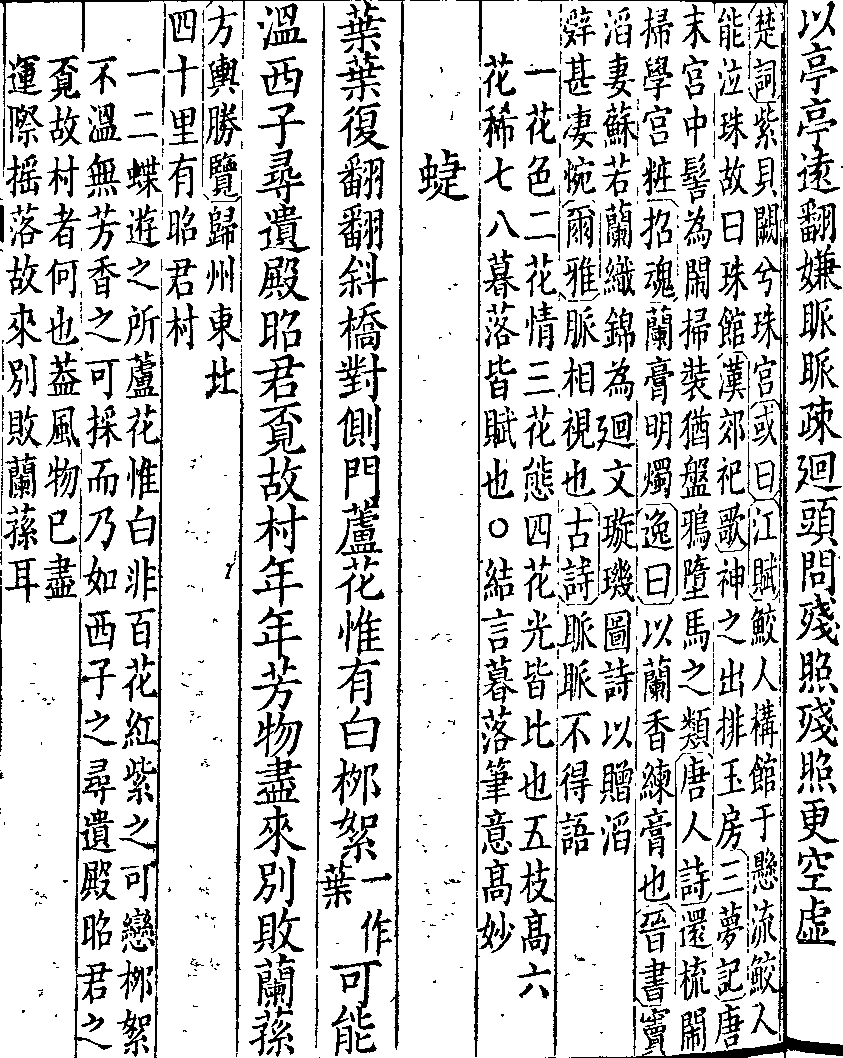 以亭亭遠翻嫌脈脈疎廻頭問殘照殘照更空虛
楚詞紫貝闕兮珠宮或曰江賦鮫人構館于懸流鮫人
能泣珠故曰珠館漢郊祀歌神之出排玉房三夢記唐
末宮中髻為閙掃裝猶盤鴉墮馬之類唐人詩還梳閙
掃學宮粧招魂蘭膏明燭逸曰以蘭香練膏也晉書竇
滔妻蘇若蘭織錦為廻文璇璣圖詩以贈滔
辭甚凄惋爾雅脈相視也古詩脈脈不得語
一花色二花情三花態四花光皆比也五枝高六
花稀七八暮落皆賦也○結言暮落筆意高妙
蜨
葉葉復翻翻斜橋對側門蘆花惟有白桞絮一作葉可能
溫西子尋遺殿昭君覔故村年年芳物盡來別敗蘭蓀
方輿勝覽歸州東北
四十里有昭君村
一二蝶遊之所蘆花惟白非百花紅紫之可戀桞絮
不溫無芳香之可採而乃如西子之尋遺殿昭君之
覔故村者何也葢風物已盡
運際揺落故來別敗蘭蓀耳